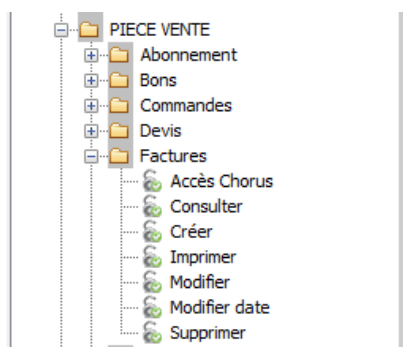 PIECE VENTE
Abonnement
Bons
Commandes
Devis
Factures
Accès Chorus
Consulter
Créer
Imprimer
Modifier
Modifier date
Supprimer